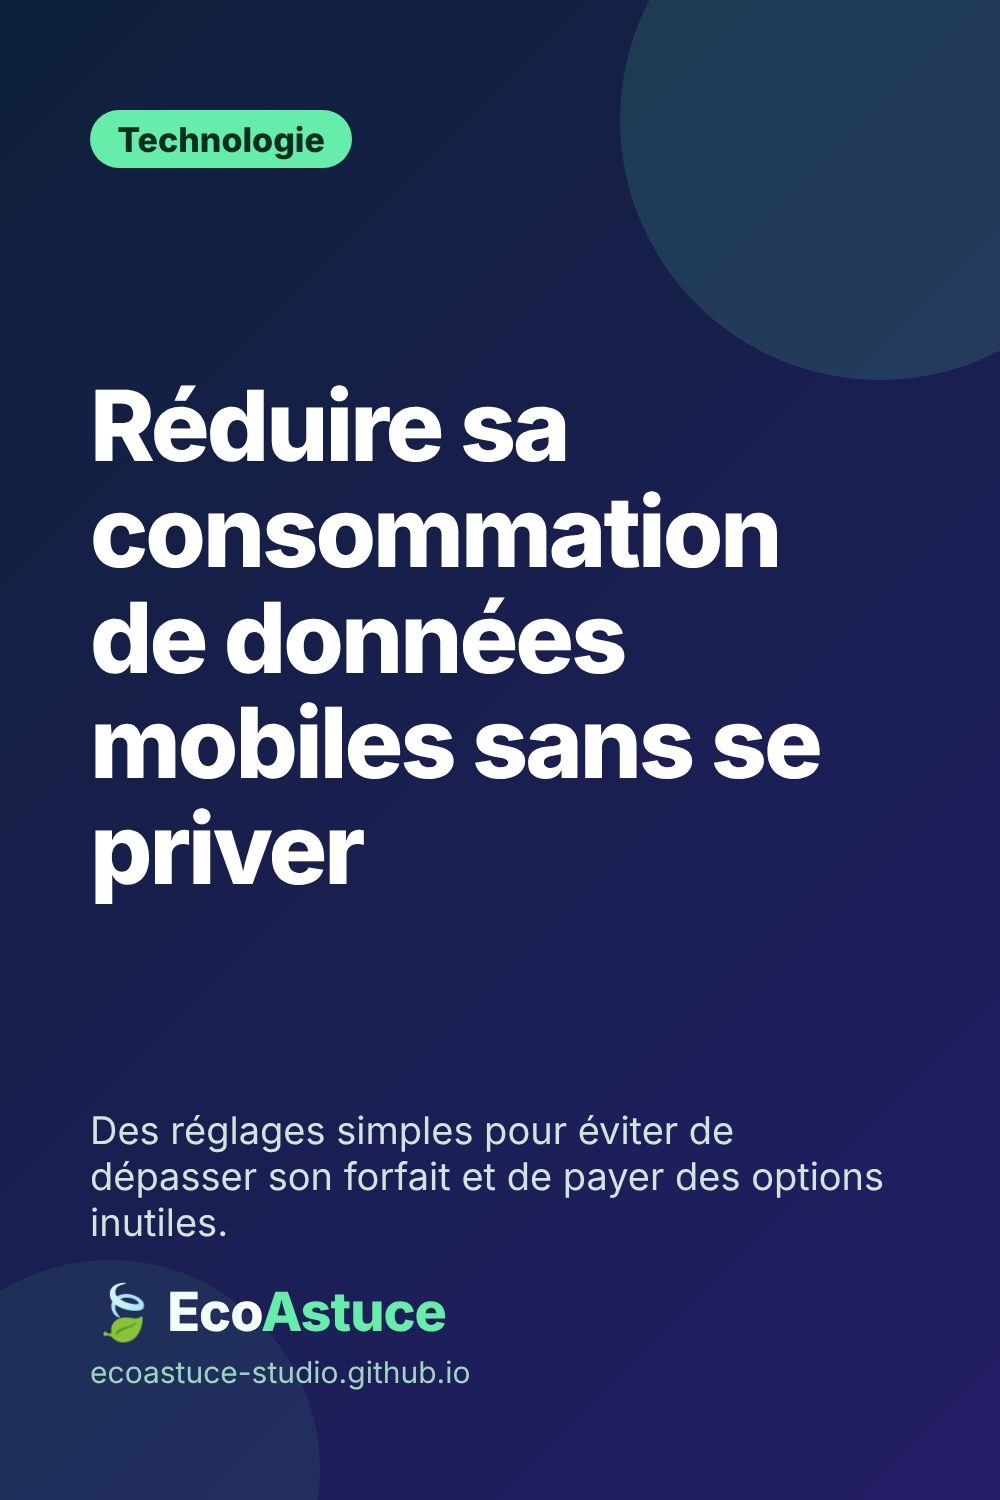 Technologie
Réduire sa
consommation
de données
mobiles sans se
priver
Des réglages simples pour éviter de
dépasser son forfait et de payer des options
inutiles.
EcoAstuce
ecoastuce-studio.github.io